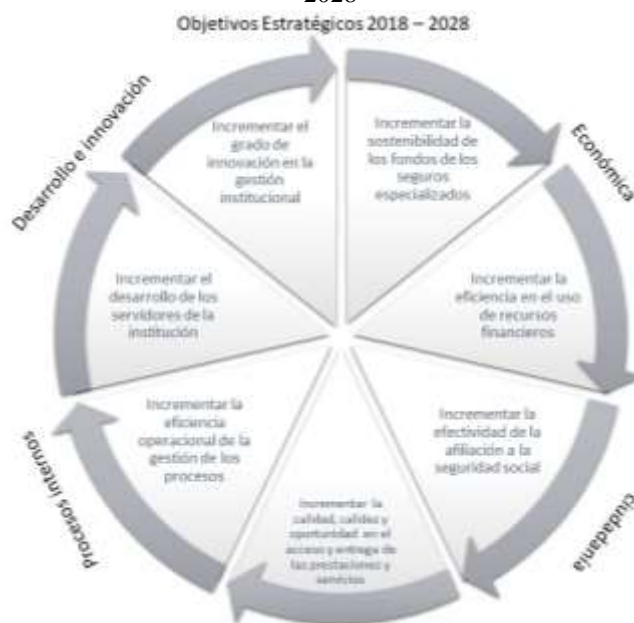 2028
Objetivos Estratégicos 2018 – 2028
Desarrollo e innovación
Incrementar el
grado de
innovación en la
gestión
institucional
Incrementar la
sostenibilidad de
los fondos de los
seguros
especializados
Económica
Incrementar el
desarrollo de los
servidores de la
institución
Incrementar la
eficiencia en el uso
de recursos
financieros
Incrementar la
eficiencia
operacional de la
gestión de los
procesos
Incrementar la
efectividad de la
afiliación a la
seguridad social
Procesos internos
Incrementar la
calidad, calidez y
oportunidad en el
acceso y entrega de
las prestaciones y
servicios
Ciudadanía